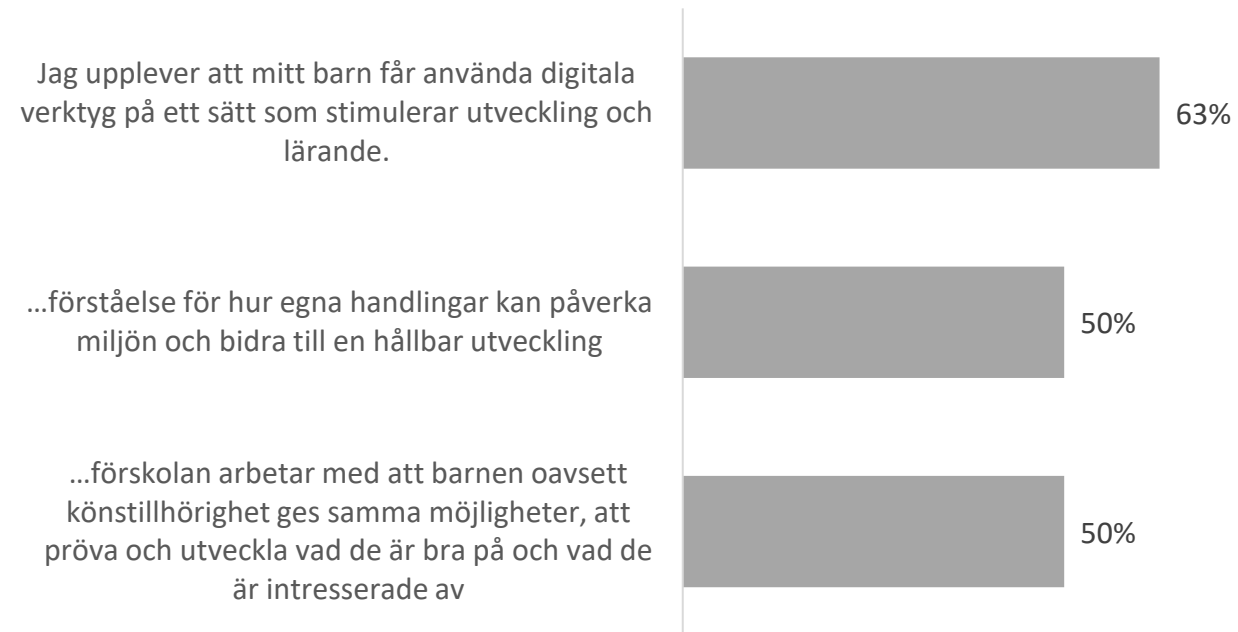 Jag upplever att mitt barn får använda digitala
verktyg på ett sätt som stimulerar utveckling och
lärande.
63%
…förståelse för hur egna handlingar kan påverka
miljön och bidra till en hållbar utveckling
50%
…förskolan arbetar med att barnen oavsett
könstillhörighet ges samma möjligheter, att
pröva och utveckla vad de är bra på och vad de
är intresserade av
50%